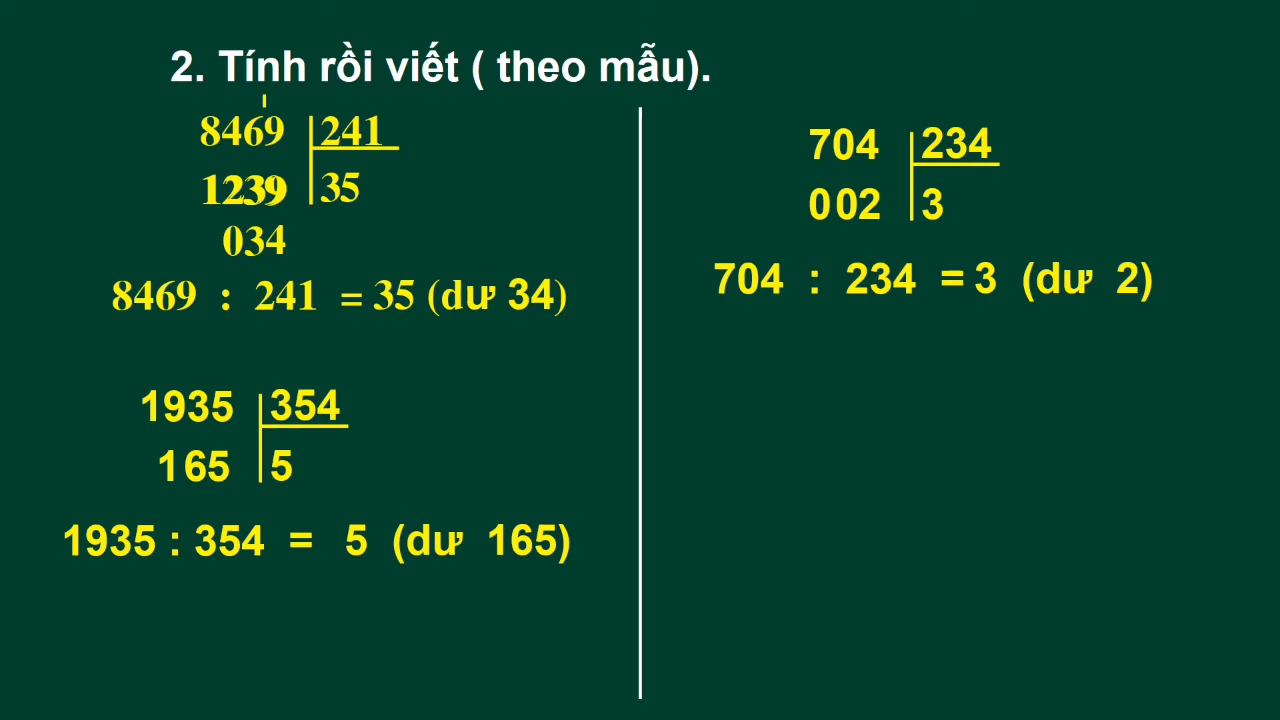 2. Tính rồi viết ( theo mẫu).
8469 241
1239 35
034
8469 : 241 = 35 (dư 34)
1935 354
165 5
1935 : 354 = 5 (dư 165)
704 234
002 3
704 : 234 = 3 (dư 2)